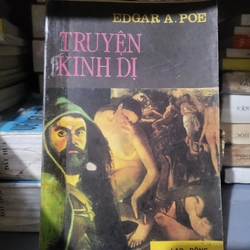 EDGAR A. POE
TRUYỆN
KINH DỊ